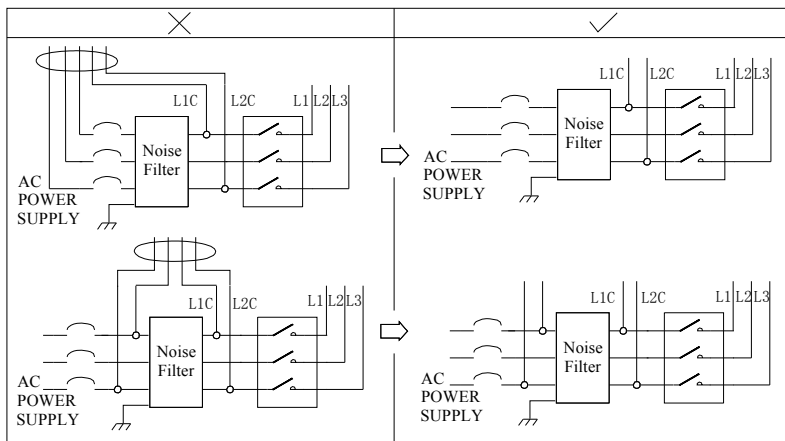 L1C
L2C
L1 L2 L3
Noise
Filter
AC
POWER
SUPPLY
L1C
L2C
L1 L2 L3
Noise
Filter
AC
POWER
SUPPLY
L1C
L2C
L1 L2 L3
Noise
Filter
AC
POWER
SUPPLY
L1C
L2C
L1 L2 L3
Noise
Filter
AC
POWER
SUPPLY